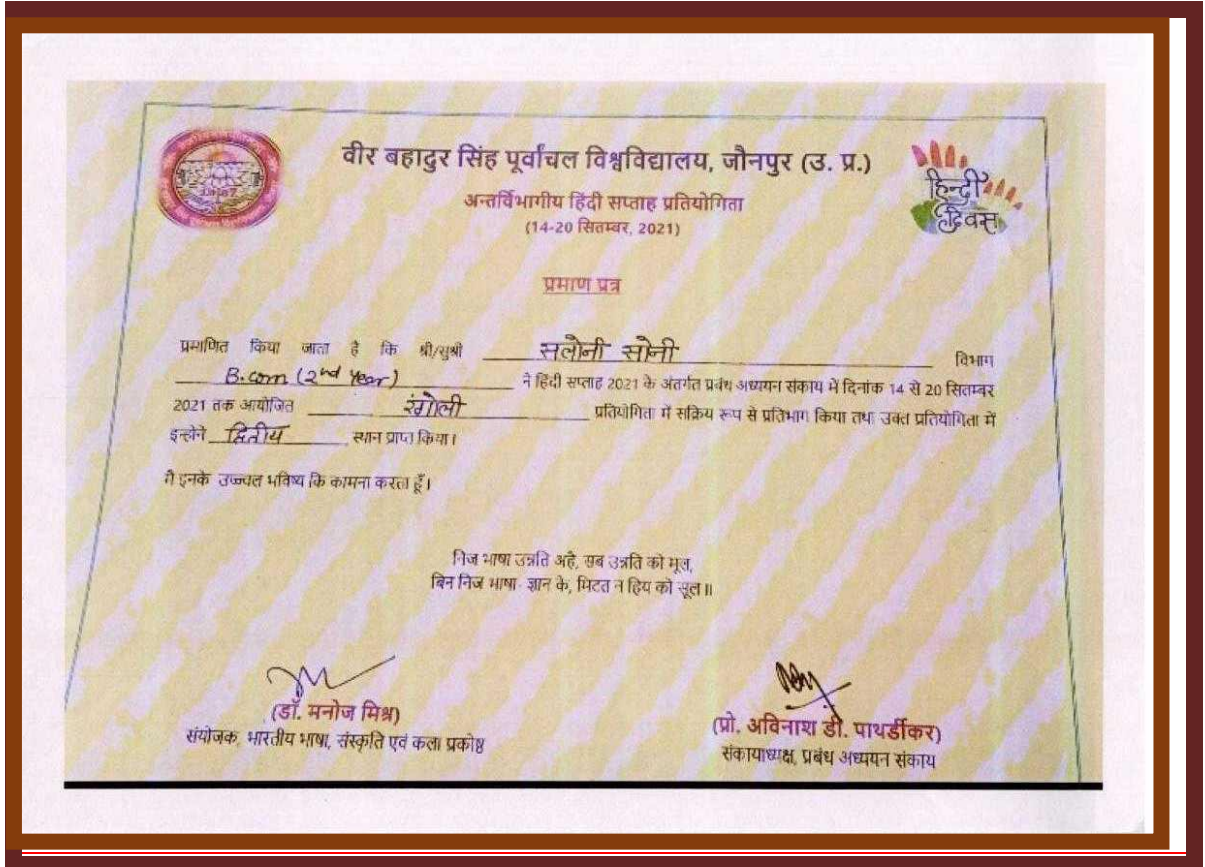 वीर बहादुर सिंह पूर्वांचल विश्वविद्यालय, जौनपुर (उ. प्र.)
हिन्दी
दिवस
अन्तर्विभागीय हिंदी सप्ताह प्रतियोगिता
(14-20 सितम्बर, 2021)
प्रमाण पत्र
प्रमाणित किया जाता है कि श्री/सुश्री सलोनी सोनी विभाग
B.com (2nd Year) ने हिंदी सप्ताह 2021 के अंतर्गत प्रबंध अध्ययन संकाय में दिनांक 14 से 20 सितम्बर
2021 तक आयोजित रंगोली प्रतियोगिता में सक्रिय रूप से प्रतिभाग किया तथा उक्त प्रतियोगिता में
इन्होने द्वितीय स्थान प्राप्त किया।
मै इनके उज्ज्वल भविष्य कि कामना करता हूँ।
निज भाषा उन्नति अहै, सब उन्नति को मूल,
बिन निज भाषा- ज्ञान के, मिटत न हिय को सूल॥
(डॉ. मनोज मिश्र)
संयोजक, भारतीय भाषा, संस्कृति एवं कला प्रकोष्ठ
(प्रो. अविनाश डी. पाथर्डीकर)
संकायाध्यक्ष, प्रबंध अध्ययन संकाय